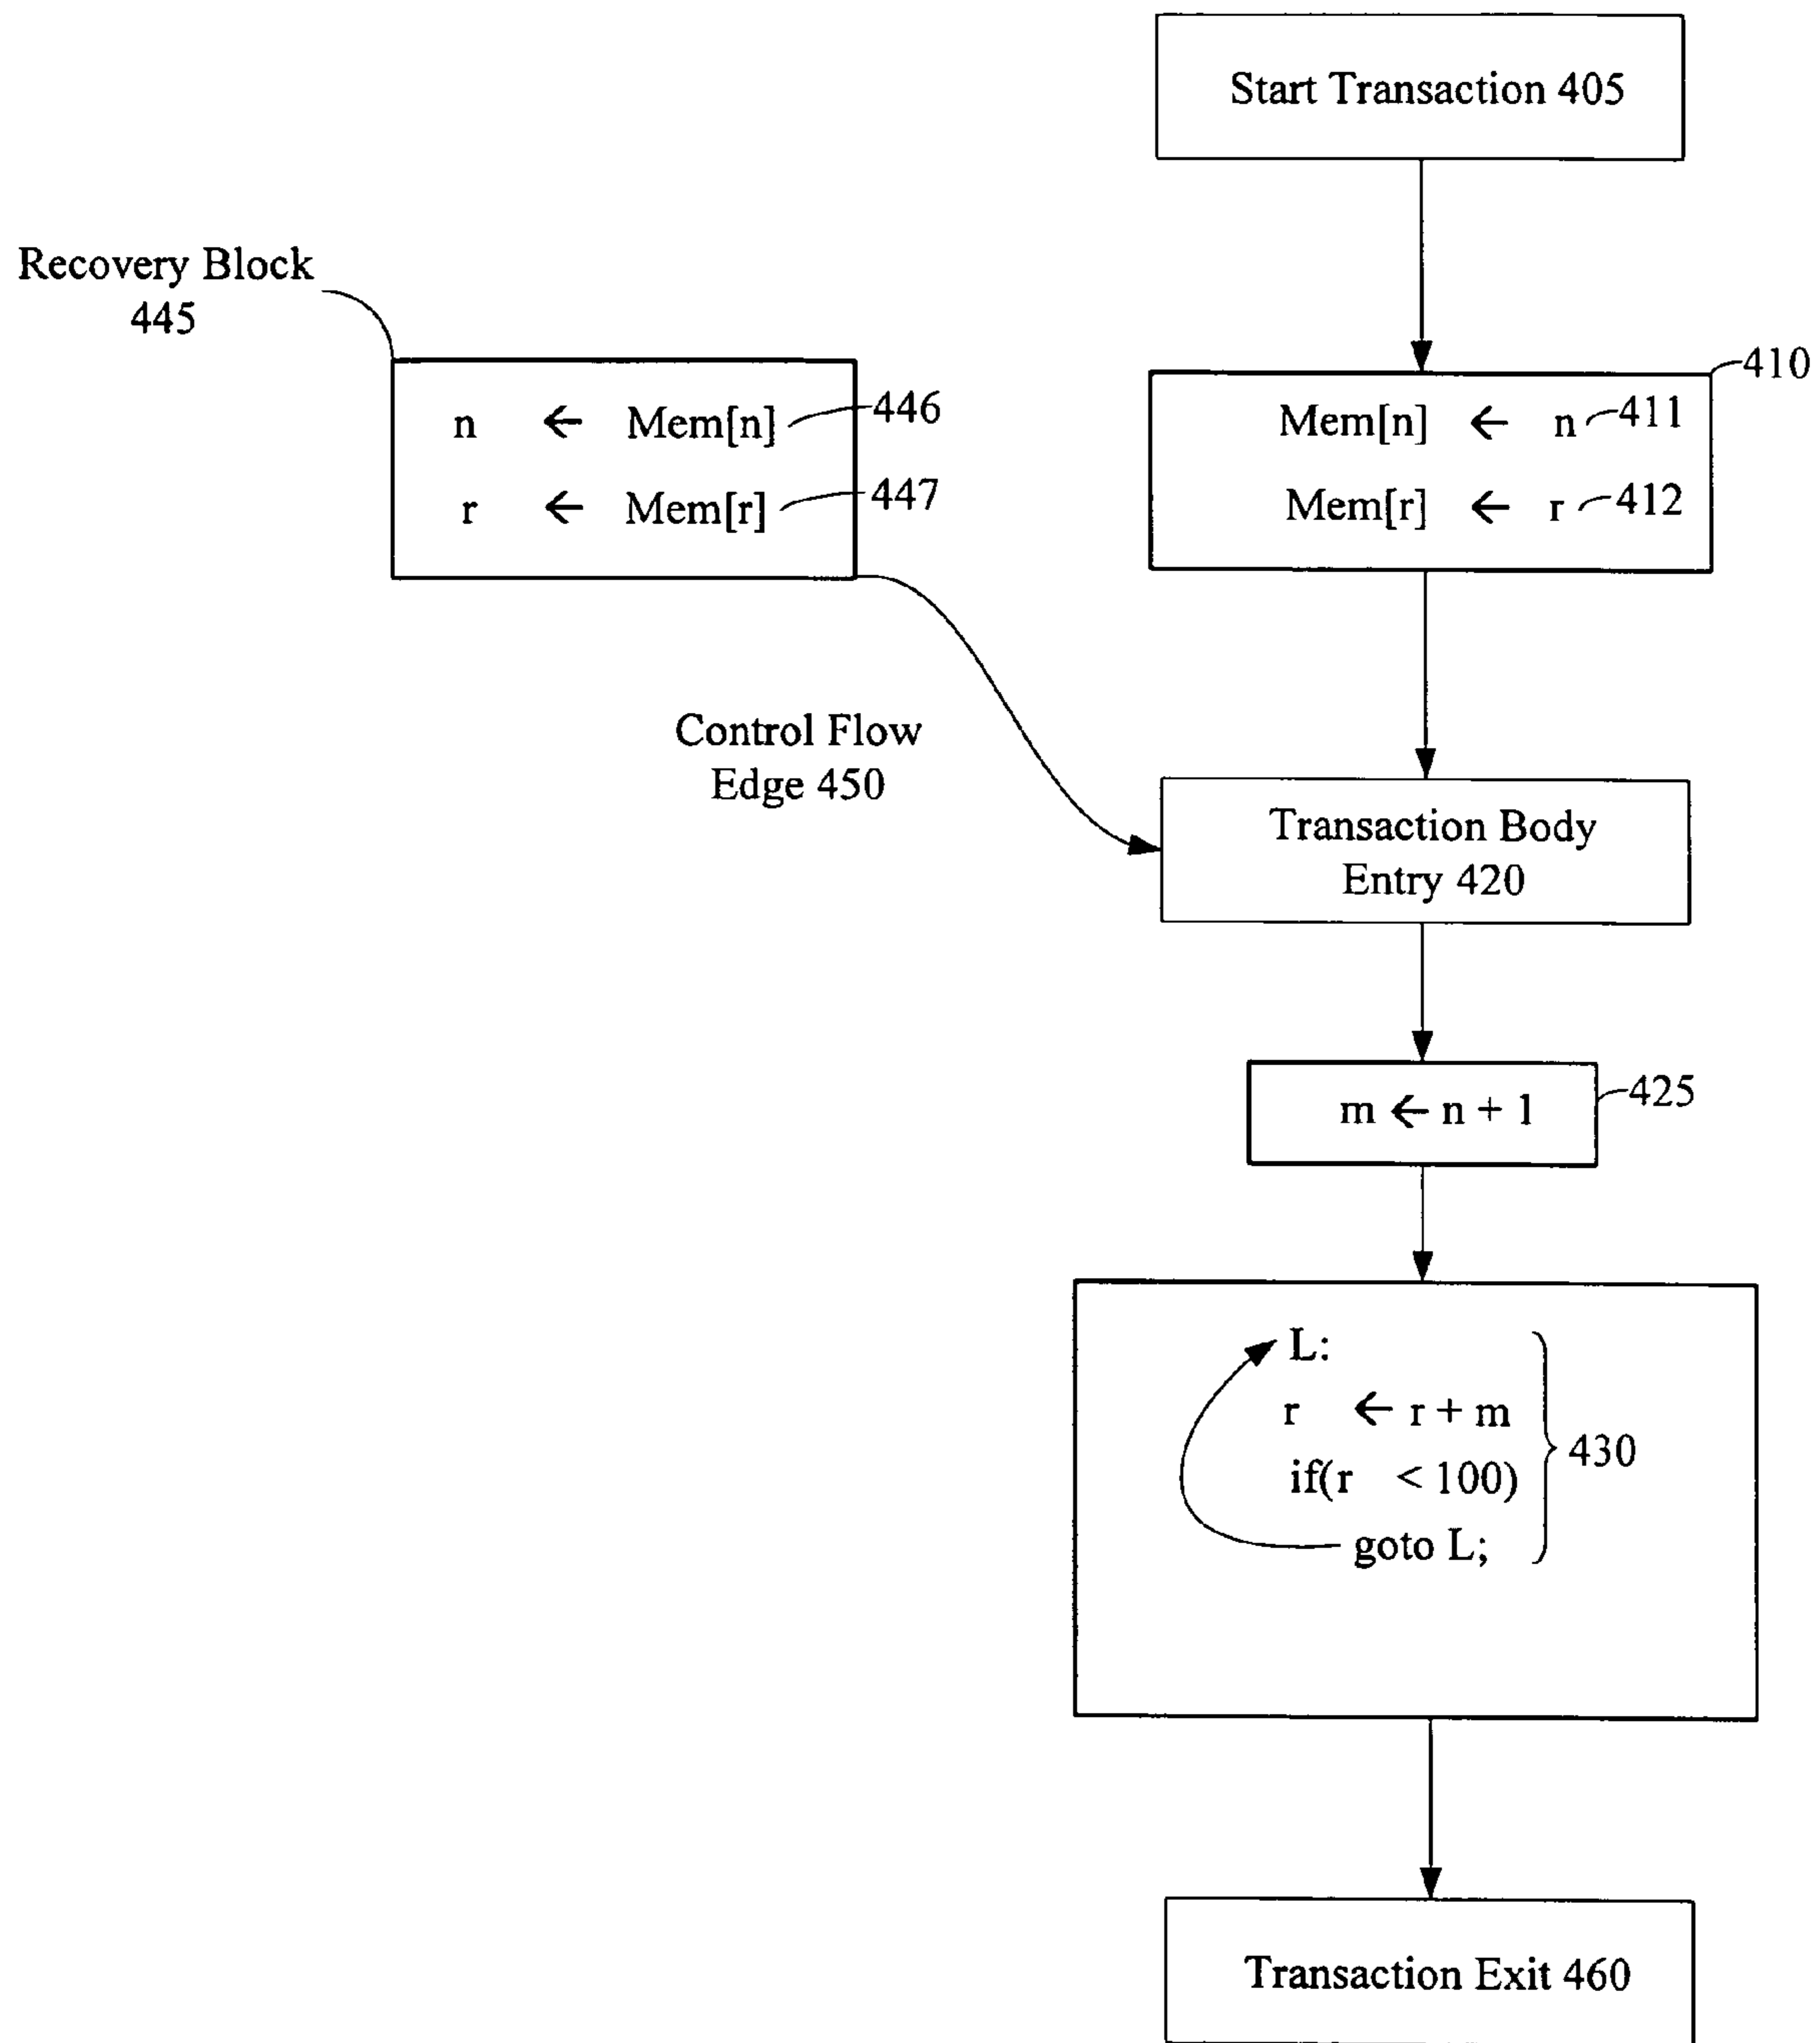 Start Transaction 405
Recovery Block
445
410
n ← Mem[n] 446
r ← Mem[r] 447
Mem[n] ← n 411
Mem[r] ← r 412
Control Flow
Edge 450
Transaction Body
Entry 420
m ← n + 1
425
L:
r ← r + m
if(r < 100)
goto L;
430
Transaction Exit 460